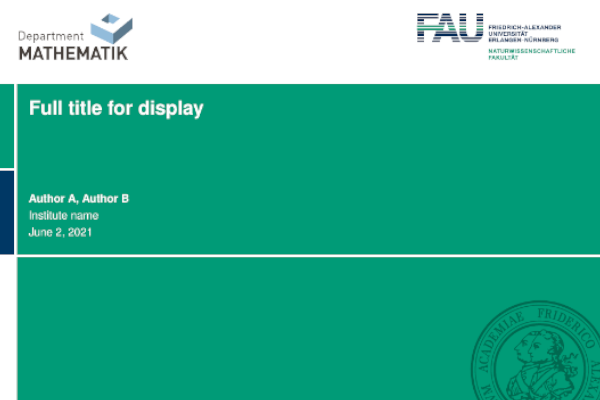 Department
MATHEMATIK
FAU
FRIEDRICH-ALEXANDER
UNIVERSITÄT
ERLANGEN-NÜRNBERG
NATURWISSENSCHAFTLICHE
FAKULTÄT
Full title for display
Author A, Author B
Institute name
June 2, 2021
ACADEMIAE FRIDERICO